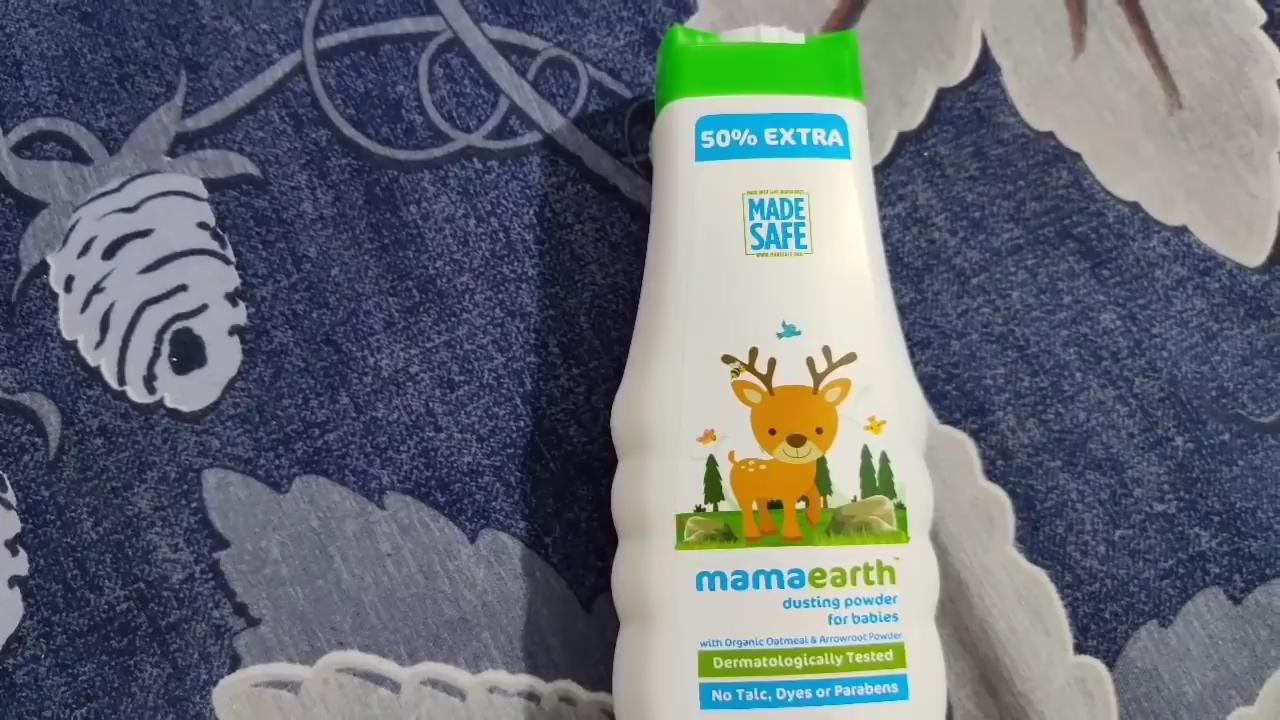 50% EXTRA
MADE
SAFE
mamaearth™
dusting powder
for babies
with Organic Oatmeal & Arrowroot Powder
Dermatologically Tested
No Talc, Dyes or Parabens